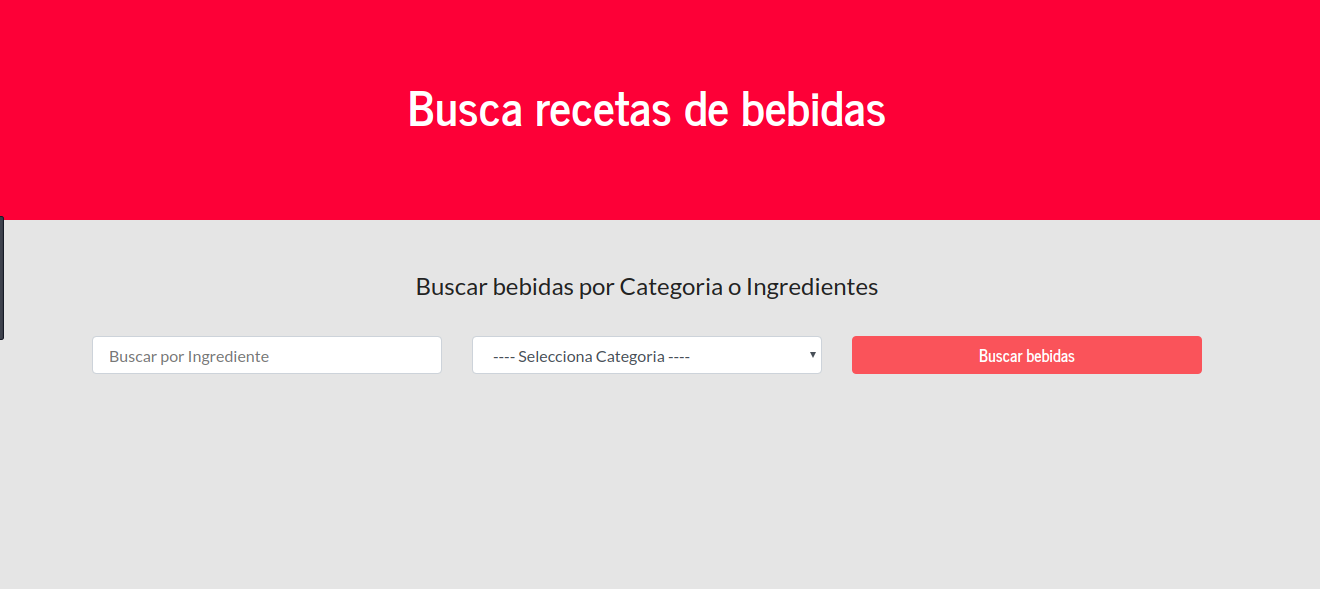 Busca recetas de bebidas
Buscar bebidas por Categoria o Ingredientes
Buscar por Ingrediente
---- Selecciona Categoria ----
Buscar bebidas